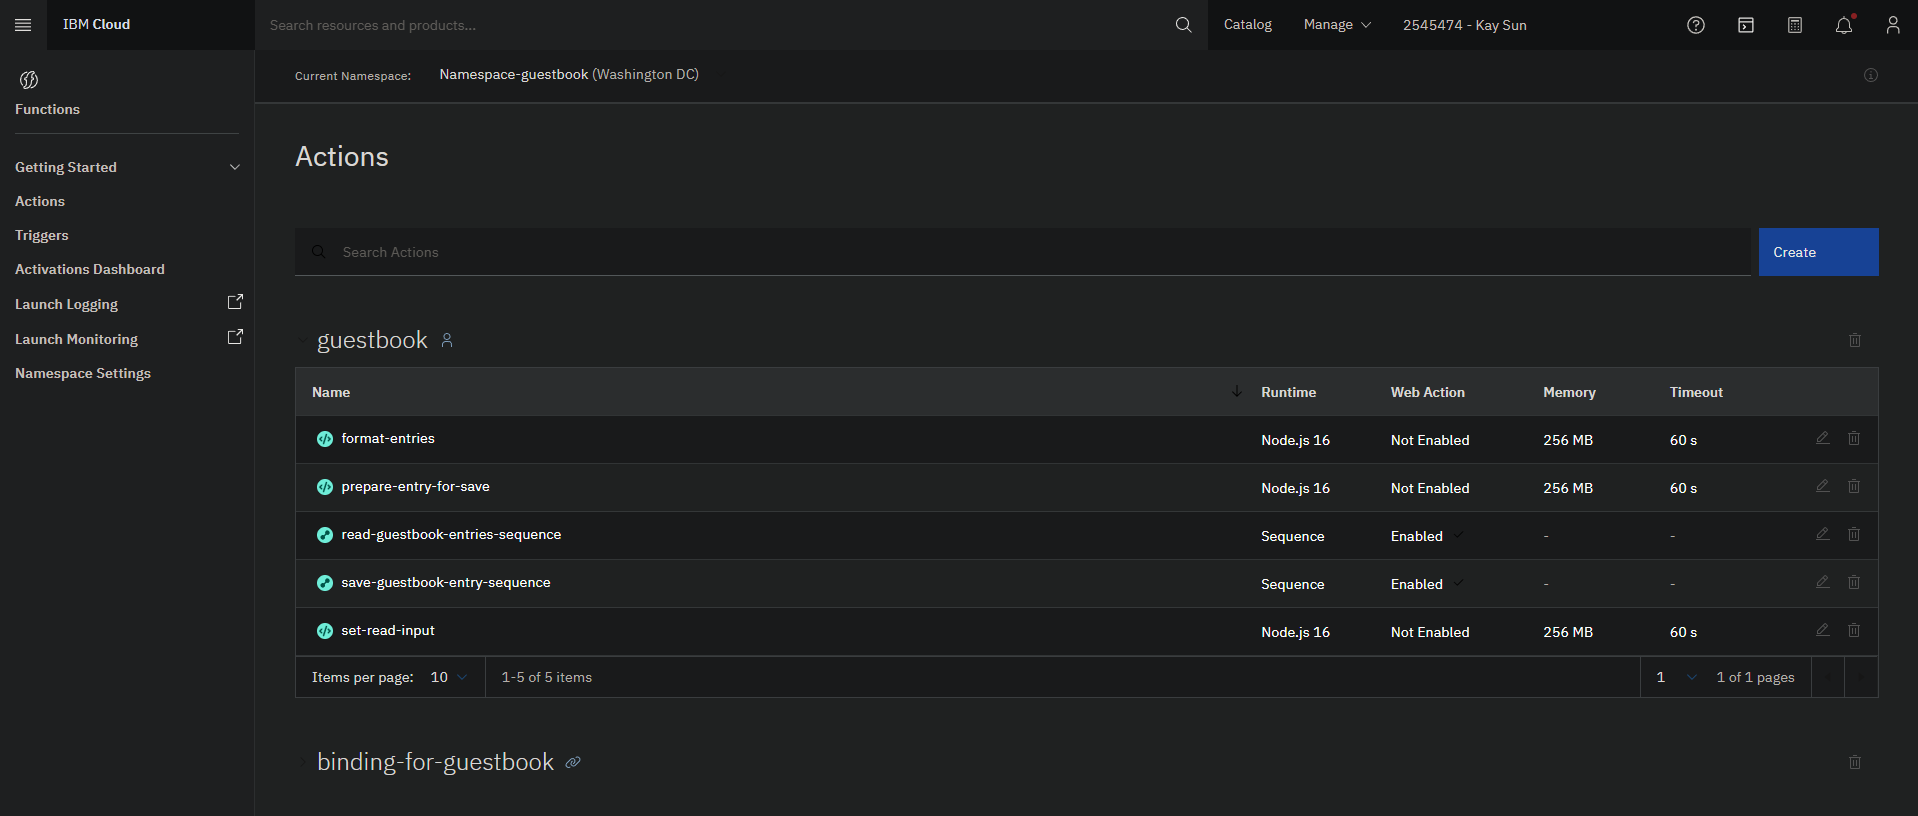 IBM Cloud
Search resources and products...
Catalog
Manage
2545474 - Kay Sun
Functions
Getting Started
Actions
Triggers
Activations Dashboard
Launch Logging
Launch Monitoring
Namespace Settings
Current Namespace: Namespace-guestbook (Washington DC)
Actions
Search Actions
Create
guestbook
Name Runtime Web Action Memory Timeout
format-entries Node.js 16 Not Enabled 256 MB 60 s
prepare-entry-for-save Node.js 16 Not Enabled 256 MB 60 s
read-guestbook-entries-sequence Sequence Enabled - -
save-guestbook-entry-sequence Sequence Enabled - -
set-read-input Node.js 16 Not Enabled 256 MB 60 s
Items per page: 10 1-5 of 5 items 1 1 of 1 pages
binding-for-guestbook